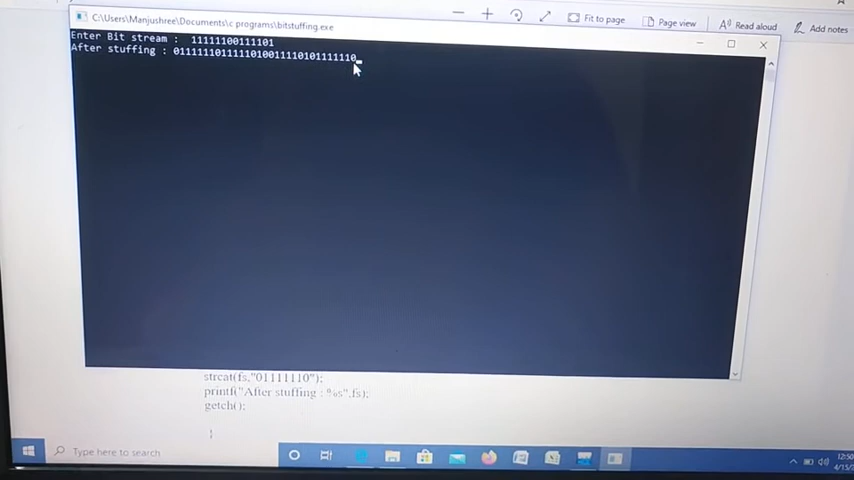 C:\Users\Manjushree\Documents\c programs\bitstuffing.exe
Fit to page
Page view
Read aloud
Add notes
Enter Bit stream : 11111100111101
After stuffing : 0111111011111010011110101111110
strcat(fs,"01111110");
printf("After stuffing : %s",fs);
getch();
}
Type here to search